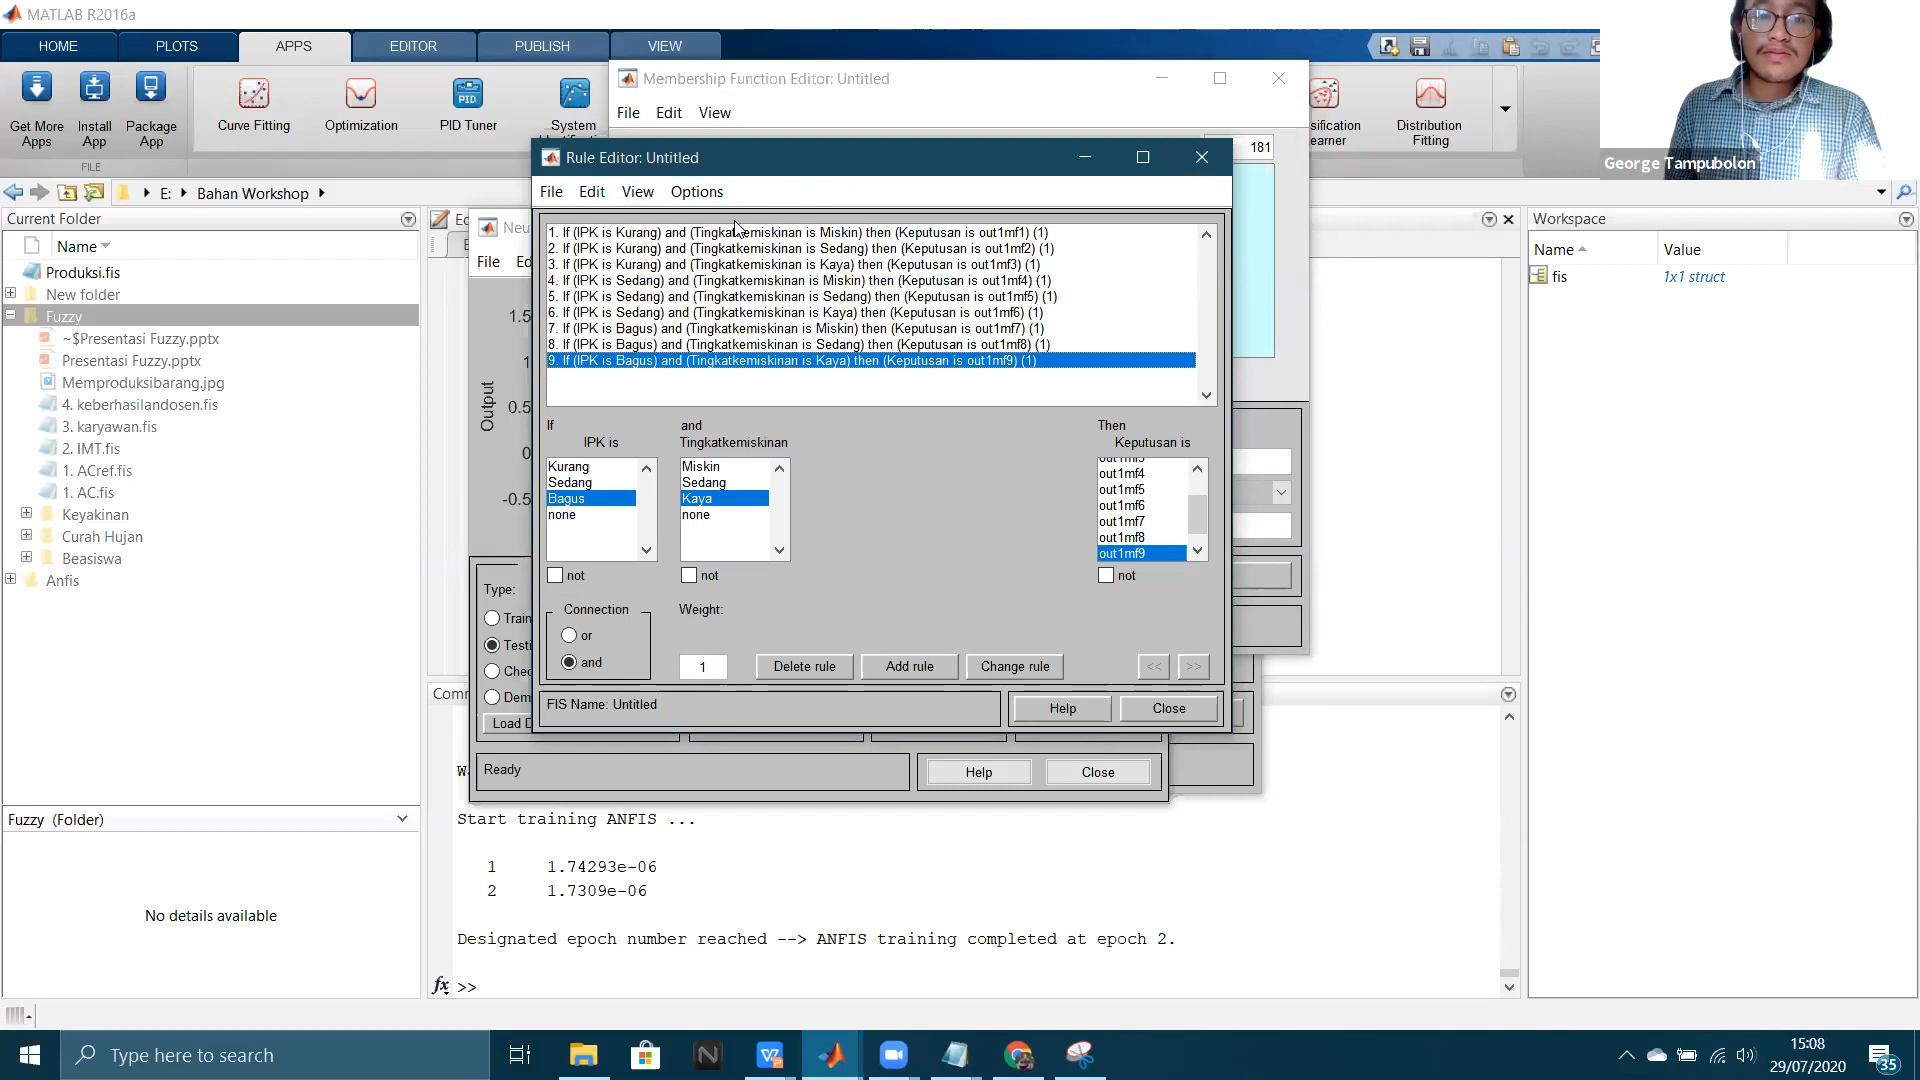 MATLAB R2016a
HOME
PLOTS
APPS
EDITOR
PUBLISH
VIEW
Get More Apps
Install App
Package App
Curve Fitting
Optimization
PID Tuner
System
Distribution Fitting
FILE
George Tampubolon
E:
Bahan Workshop
Membership Function Editor: Untitled
File
Edit
View
181
Current Folder
Name
Produksi.fis
New folder
Fuzzy
~$Presentasi Fuzzy.pptx
Presentasi Fuzzy.pptx
Memproduksibarang.jpg
4. keberhasilandosen.fis
3. karyawan.fis
2. IMT.fis
1. ACref.fis
1. AC.fis
Keyakinan
Curah Hujan
Beasiswa
Anfis
Fuzzy (Folder)
No details available
File
Output
1.5
1
0.5
0
-0.5
Type:
Ready
Help
Close
Rule Editor: Untitled
File
Edit
View
Options
1. If (IPK is Kurang) and (Tingkatkemiskinan is Miskin) then (Keputusan is out1mf1) (1)
2. If (IPK is Kurang) and (Tingkatkemiskinan is Sedang) then (Keputusan is out1mf2) (1)
3. If (IPK is Kurang) and (Tingkatkemiskinan is Kaya) then (Keputusan is out1mf3) (1)
4. If (IPK is Sedang) and (Tingkatkemiskinan is Miskin) then (Keputusan is out1mf4) (1)
5. If (IPK is Sedang) and (Tingkatkemiskinan is Sedang) then (Keputusan is out1mf5) (1)
6. If (IPK is Sedang) and (Tingkatkemiskinan is Kaya) then (Keputusan is out1mf6) (1)
7. If (IPK is Bagus) and (Tingkatkemiskinan is Miskin) then (Keputusan is out1mf7) (1)
8. If (IPK is Bagus) and (Tingkatkemiskinan is Sedang) then (Keputusan is out1mf8) (1)
9. If (IPK is Bagus) and (Tingkatkemiskinan is Kaya) then (Keputusan is out1mf9) (1)
If
IPK is
Kurang
Sedang
Bagus
none
not
and
Tingkatkemiskinan
Miskin
Sedang
Kaya
none
not
Then
Keputusan is
out1mf4
out1mf5
out1mf6
out1mf7
out1mf8
out1mf9
not
Connection
or
and
Weight:
1
Delete rule
Add rule
Change rule
<<
>>
FIS Name: Untitled
Help
Close
Start training ANFIS ...
1 1.74293e-06
2 1.7309e-06
Designated epoch number reached --> ANFIS training completed at epoch 2.
fx >>
Workspace
Name
Value
fis
1x1 struct
Type here to search
15:08
29/07/2020
35